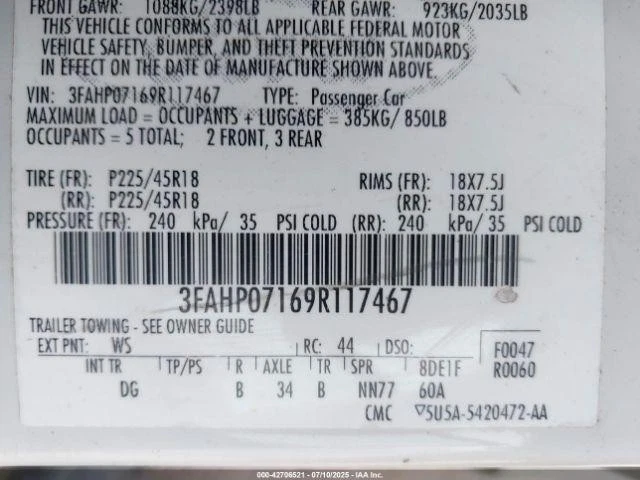 FRONT GAWR: 1088KG/2398LB REAR GAWR: 923KG/2035LB
THIS VEHICLE CONFORMS TO ALL APPLICABLE FEDERAL MOTOR
VEHICLE SAFETY, BUMPER, AND THEFT PREVENTION STANDARDS
IN EFFECT ON THE DATE OF MANUFACTURE SHOWN ABOVE.
VIN: 3FAHP07169R117467 TYPE: Passenger Car
MAXIMUM LOAD = OCCUPANTS + LUGGAGE = 385KG/ 850LB
OCCUPANTS = 5 TOTAL; 2 FRONT, 3 REAR
TIRE (FR): P225/45R18 RIMS (FR): 18X7.5J
(RR): P225/45R18 (RR): 18X7.5J
PRESSURE (FR): 240 kPa/ 35 PSI COLD (RR): 240 kPa/ 35 PSI COLD
3FAHP07169R117467
TRAILER TOWING - SEE OWNER GUIDE
EXT PNT: WS RC: 44 DSO: F0047
INT TR TP/PS R AXLE TR SPR 8DE1F R0060
DG B 34 B NN77 60A
CMC ▽5U5A-5420472-AA
000-42706521 - 07/10/2025 - IAA Inc.